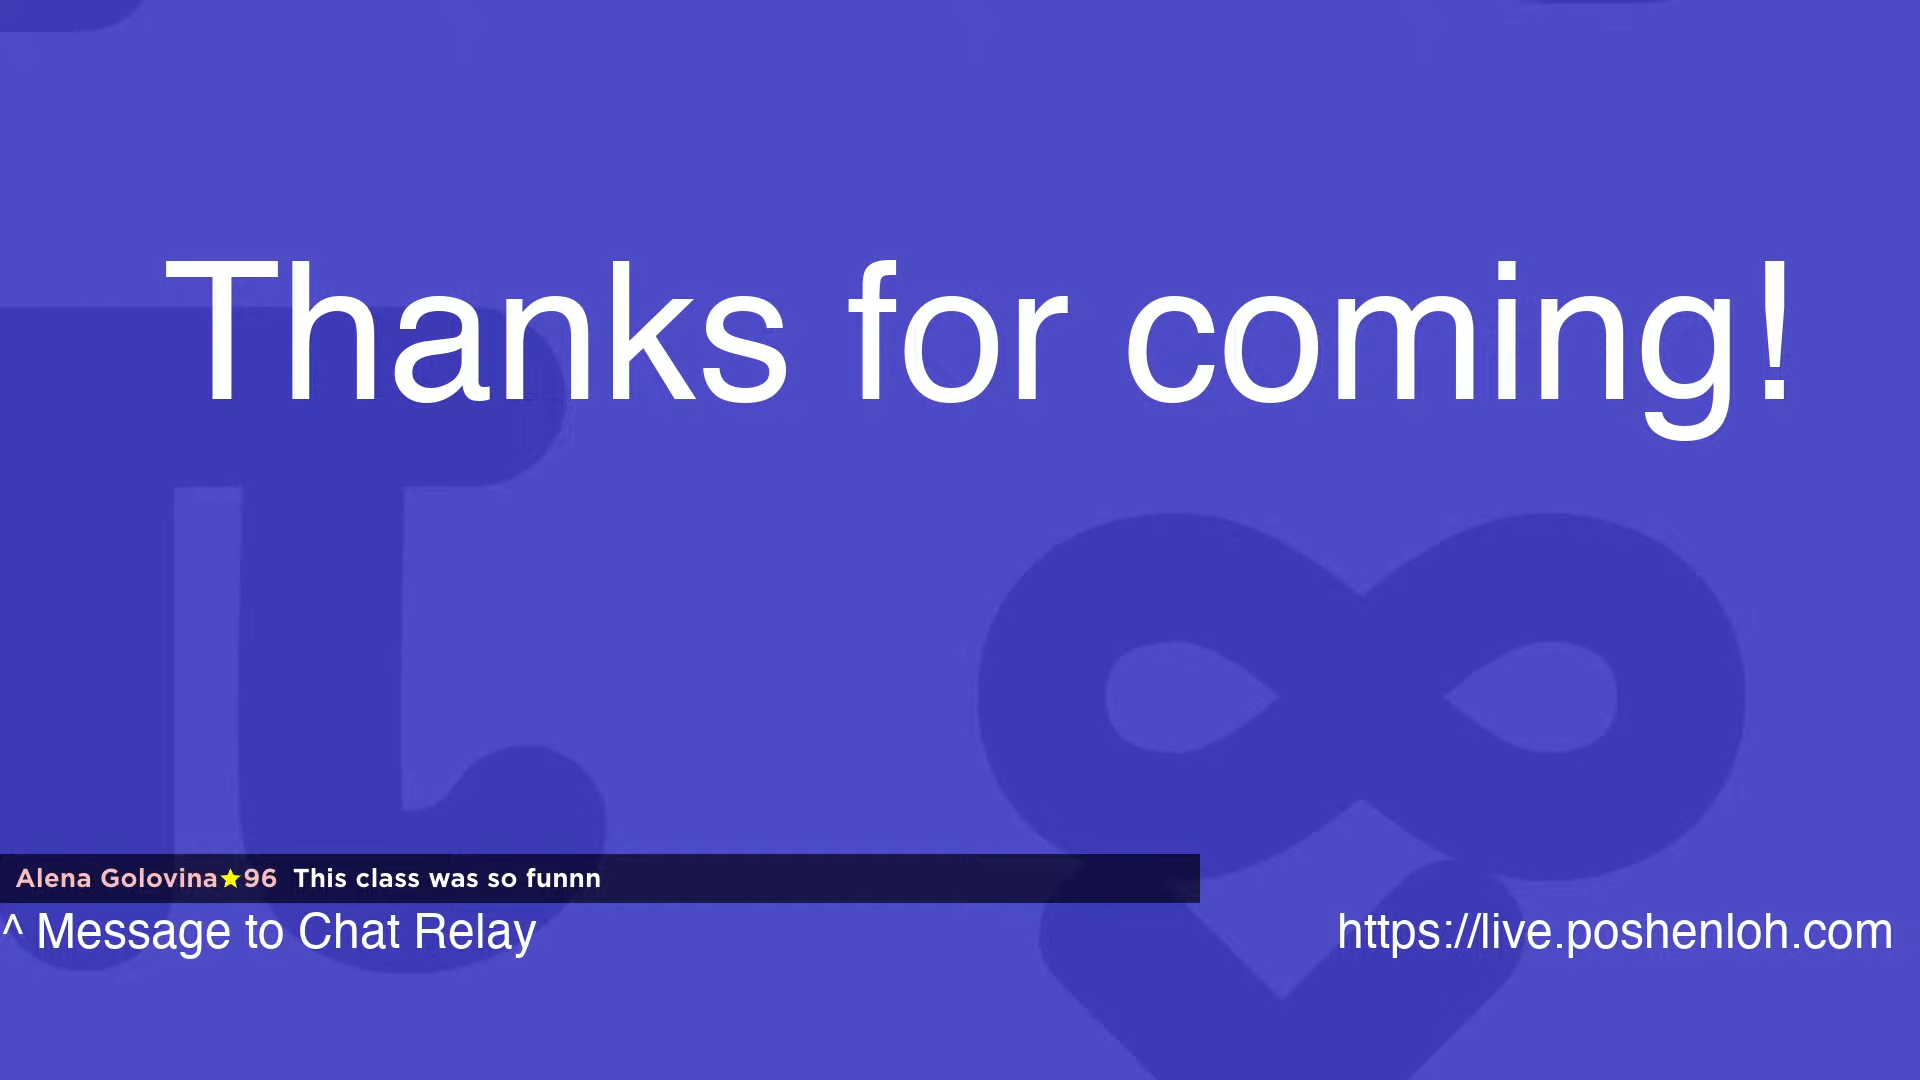 Thanks for coming!
Alena Golovina★96 This class was so funnn
^ Message to Chat Relay
https://live.poshenloh.com